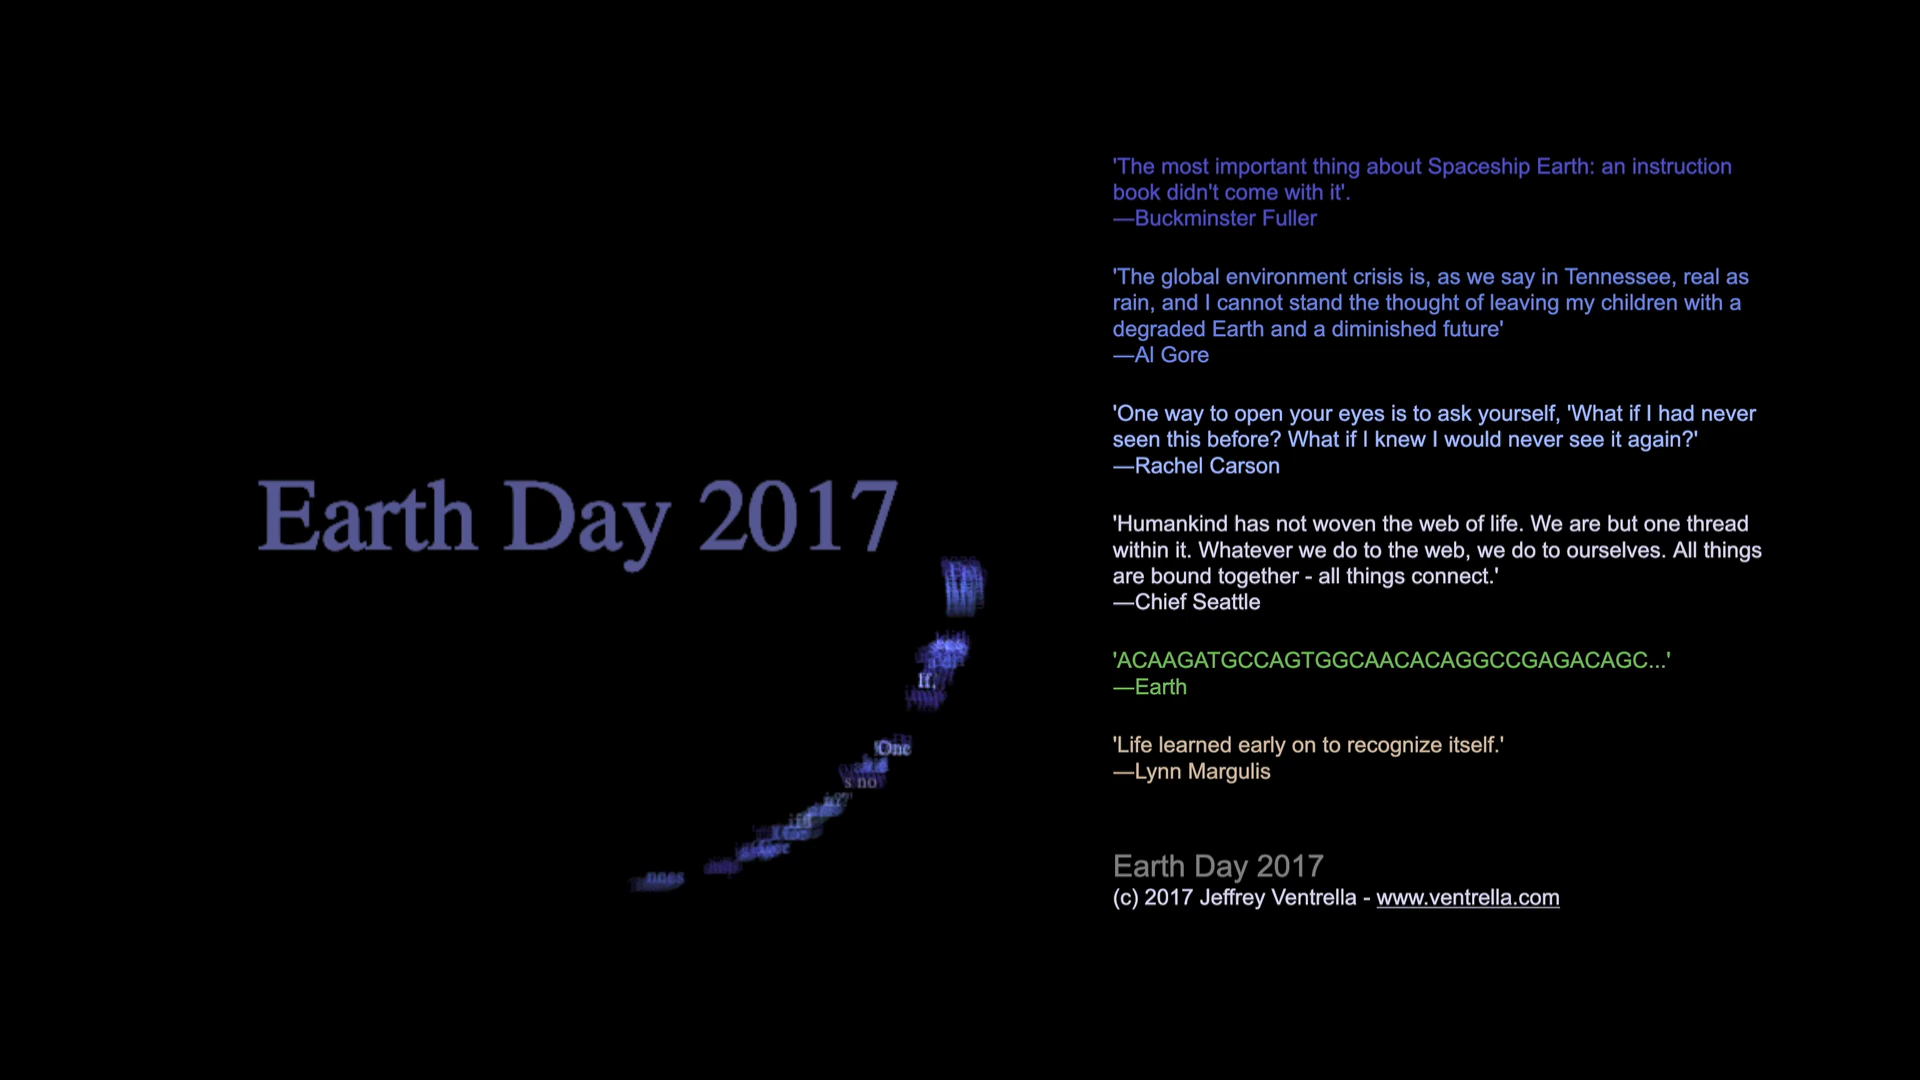 Earth Day 2017
If,
'One
s no
if I
nnes
'The most important thing about Spaceship Earth: an instruction
book didn't come with it'.
—Buckminster Fuller
'The global environment crisis is, as we say in Tennessee, real as
rain, and I cannot stand the thought of leaving my children with a
degraded Earth and a diminished future'
—Al Gore
'One way to open your eyes is to ask yourself, 'What if I had never
seen this before? What if I knew I would never see it again?'
—Rachel Carson
'Humankind has not woven the web of life. We are but one thread
within it. Whatever we do to the web, we do to ourselves. All things
are bound together - all things connect.'
—Chief Seattle
'ACAAGATGCCAGTGGCAACACAGGCCGAGACAGC...'
—Earth
'Life learned early on to recognize itself.'
—Lynn Margulis
Earth Day 2017
(c) 2017 Jeffrey Ventrella - www.ventrella.com